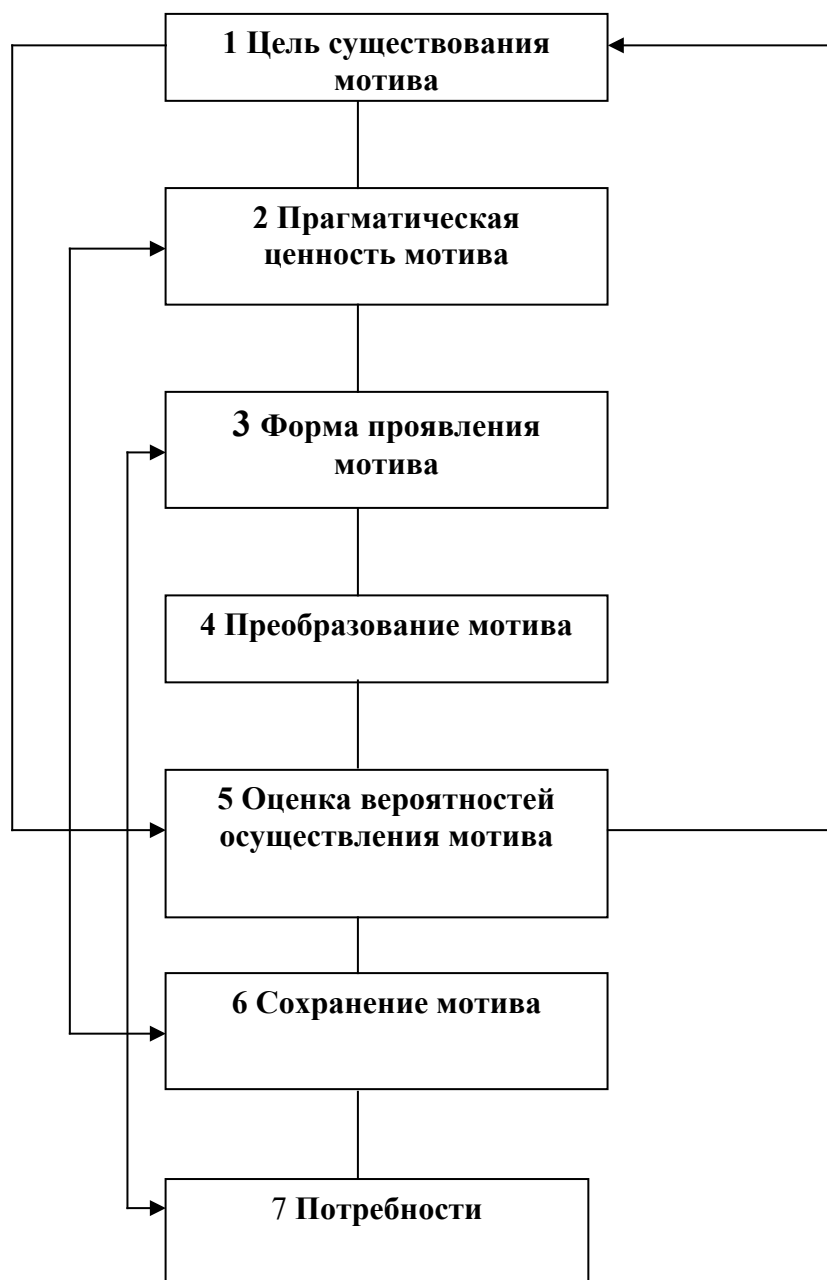 1 Цель существования
мотива
2 Прагматическая
ценность мотива
3 Форма проявления
мотива
4 Преобразование мотива
5 Оценка вероятностей
осуществления мотива
6 Сохранение мотива
7 Потребности